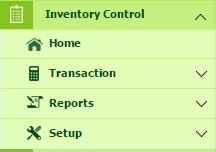 Inventory Control
Home
Transaction
Reports
Setup